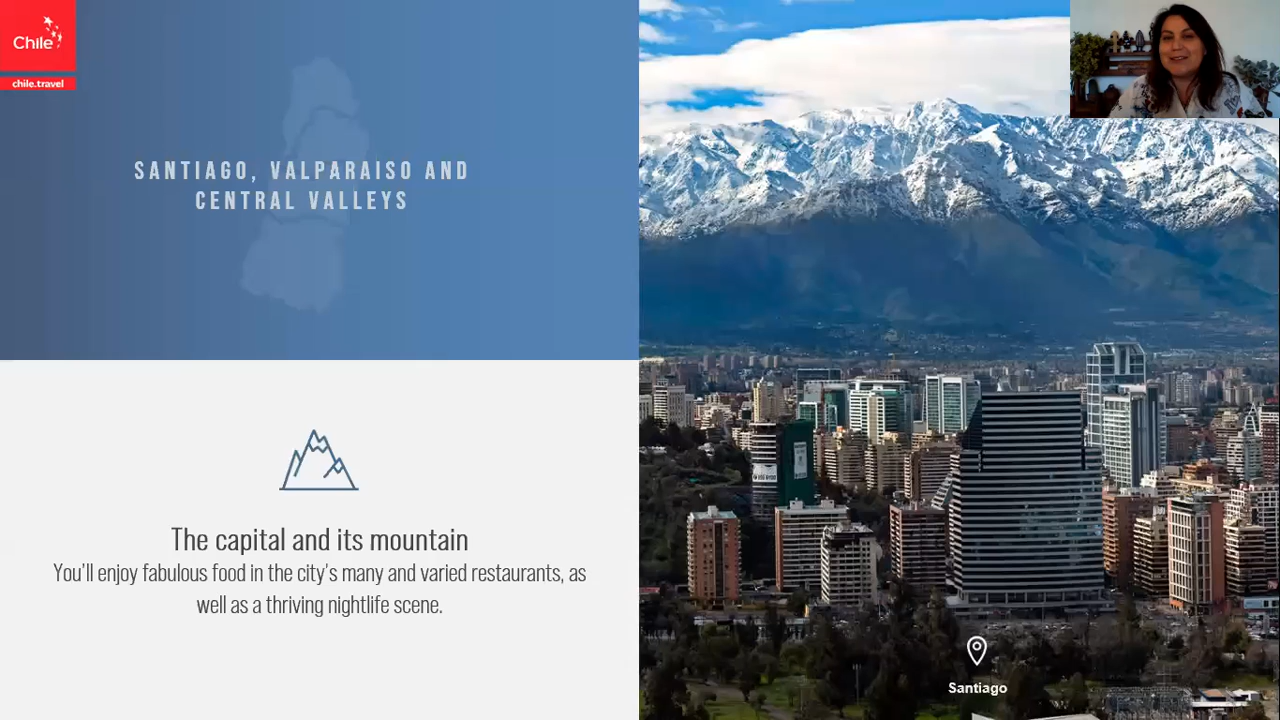 Chile
chile.travel
SANTIAGO, VALPARAISO AND
CENTRAL VALLEYS
The capital and its mountain
You'll enjoy fabulous food in the city's many and varied restaurants, as
well as a thriving nightlife scene.
Santiago